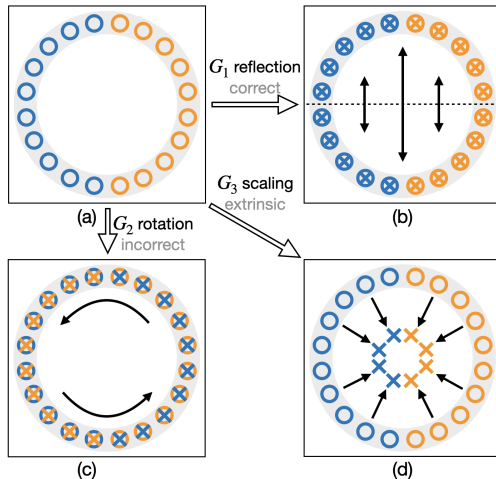 G₁ reflection
correct
G₃ scaling
extrinsic
(a)
(b)
G₂ rotation
incorrect
(c)
(d)